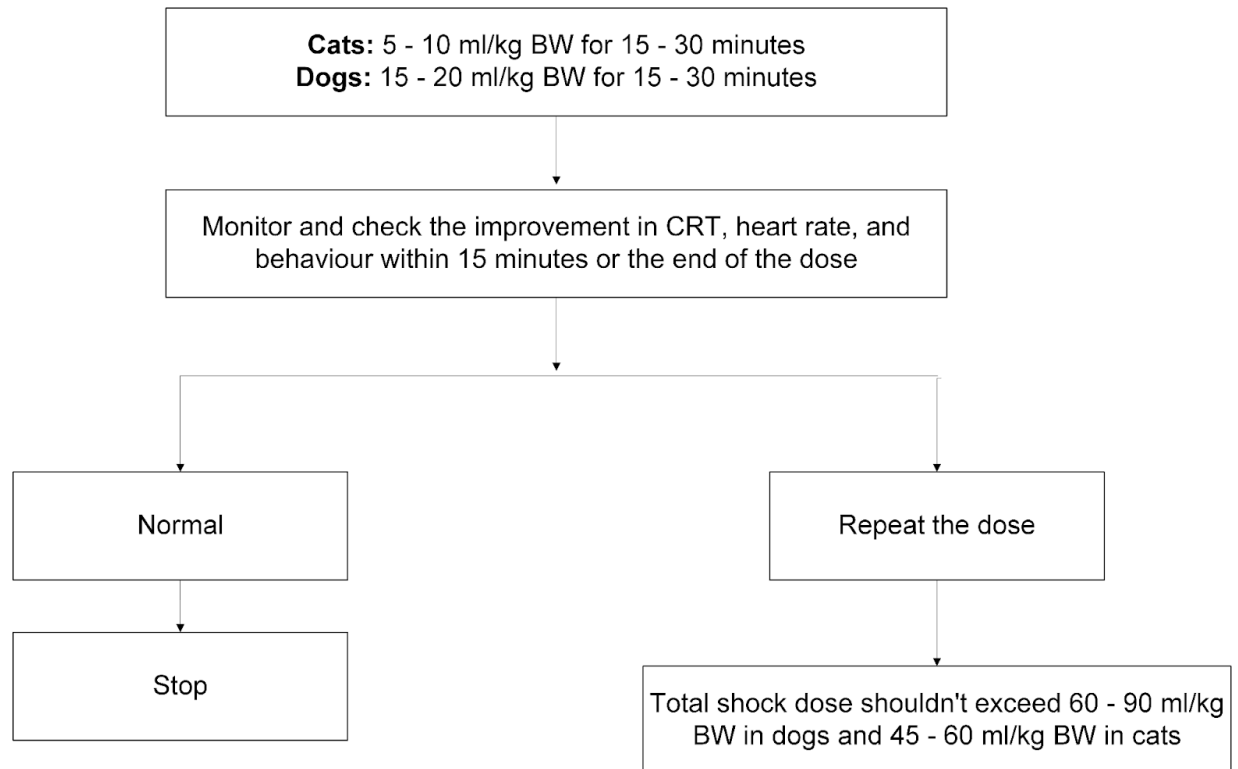 Cats: 5 - 10 ml/kg BW for 15 - 30 minutes
Dogs: 15 - 20 ml/kg BW for 15 - 30 minutes
Monitor and check the improvement in CRT, heart rate, and
behaviour within 15 minutes or the end of the dose
Normal
Repeat the dose
Stop
Total shock dose shouldn't exceed 60 - 90 ml/kg
BW in dogs and 45 - 60 ml/kg BW in cats